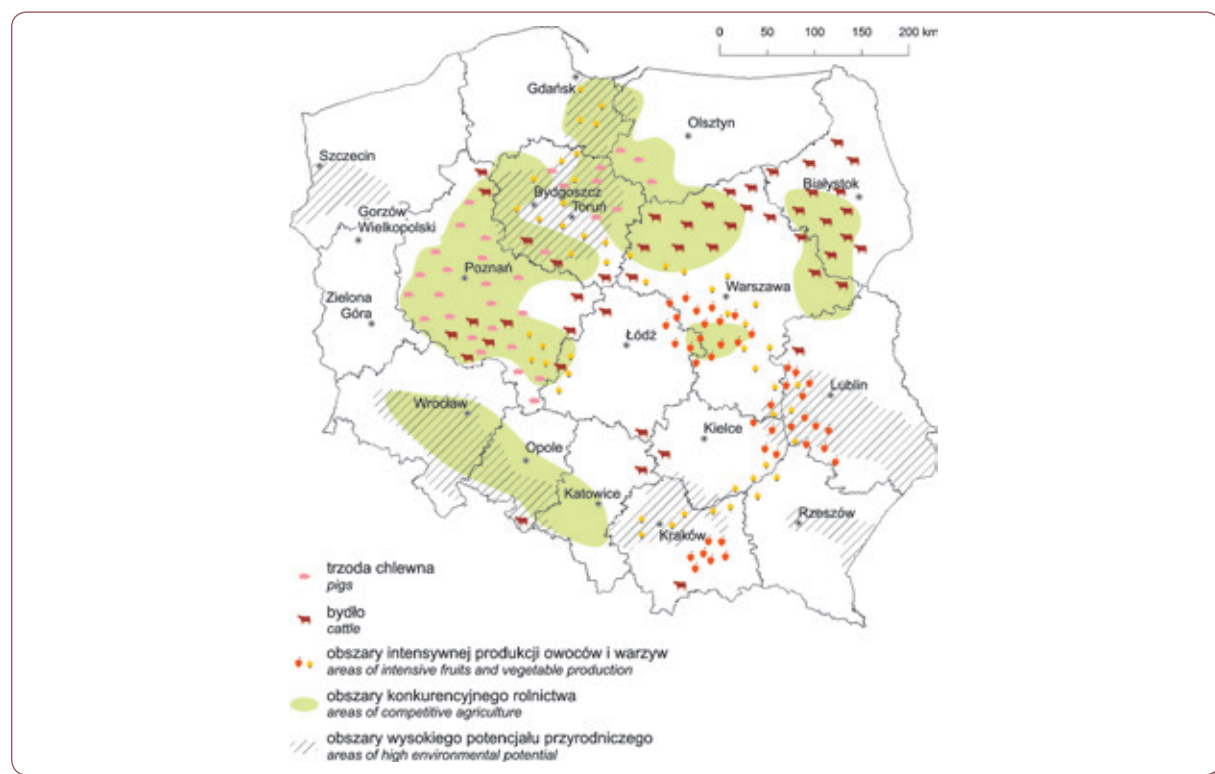 0 50 100 150 200 km
Gdańsk
Olsztyn
Szczecin
Białystok
Bydgoszcz
Toruń
Gorzów
Wielkopolski
Poznań
Warszawa
Zielona
Góra
Łódź
Lublin
Wrocław
Kielce
Opole
Katowice
Rzeszów
Kraków
trzoda chlewna
pigs
bydło
cattle
obszary intensywnej produkcji owoców i warzyw
areas of intensive fruits and vegetable production
obszary konkurencyjnego rolnictwa
areas of competitive agriculture
obszary wysokiego potencjału przyrodniczego
areas of high environmental potential